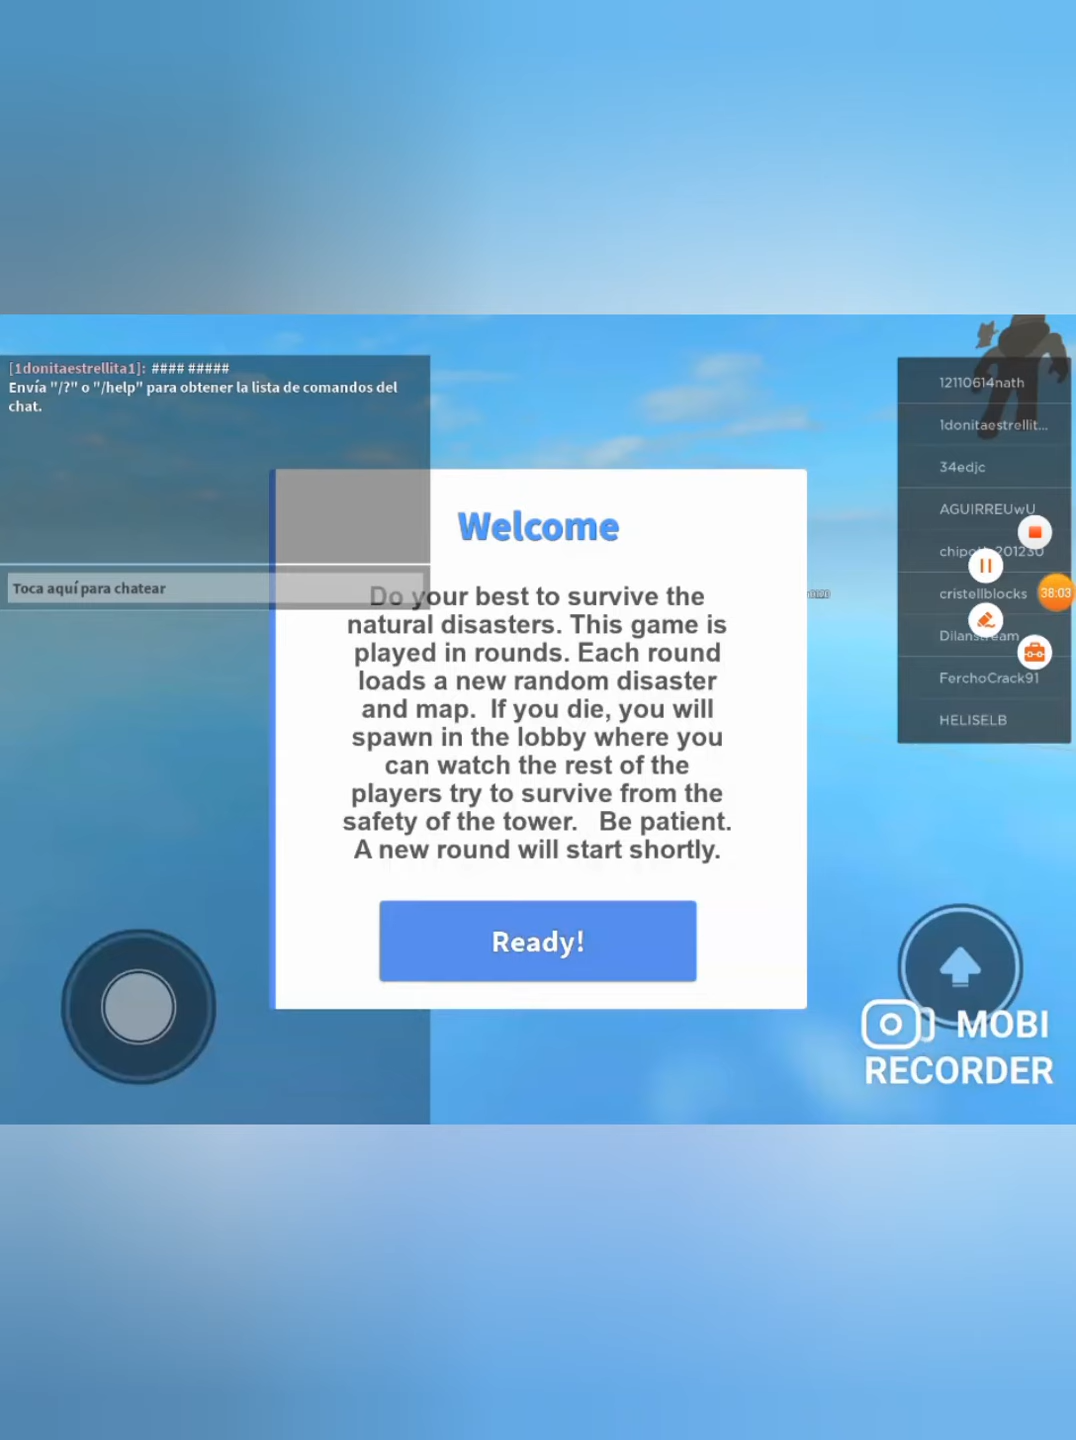 [1donitaestrellita1]: #### #####
Envía "/?" o "/help" para obtener la lista de comandos del
chat.
Toca aquí para chatear
Welcome
Do your best to survive the
natural disasters. This game is
played in rounds. Each round
loads a new random disaster
and map. If you die, you will
spawn in the lobby where you
can watch the rest of the
players try to survive from the
safety of the tower. Be patient.
A new round will start shortly.
Ready!
12110614nath
1donitaestrellit...
34edjc
AGUIRREUwU
cristellblocks
38:03
FerchoCrack91
HELISELB
MOBI
RECORDER